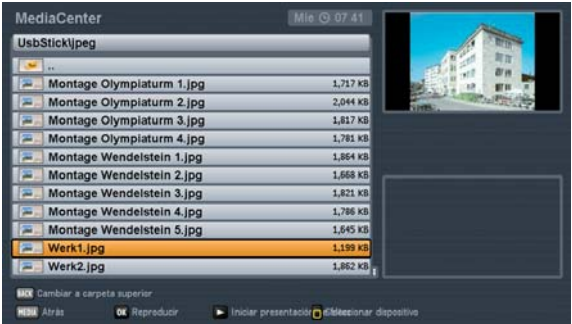 MediaCenter Mie 07 41
UsbStick\jpeg
..
Montage Olympiaturm 1.jpg 1,717 KB
Montage Olympiaturm 2.jpg 2,044 KB
Montage Olympiaturm 3.jpg 1,817 KB
Montage Olympiaturm 4.jpg 1,781 KB
Montage Wendelstein 1.jpg 1,864 KB
Montage Wendelstein 2.jpg 1,668 KB
Montage Wendelstein 3.jpg 1,821 KB
Montage Wendelstein 4.jpg 1,786 KB
Montage Wendelstein 5.jpg 1,645 KB
Werk1.jpg 1,199 KB
Werk2.jpg 1,862 KB
BACK Cambiar a carpeta superior
MEDIA Atrás OK Reproducir Iniciar presentación dispositivo